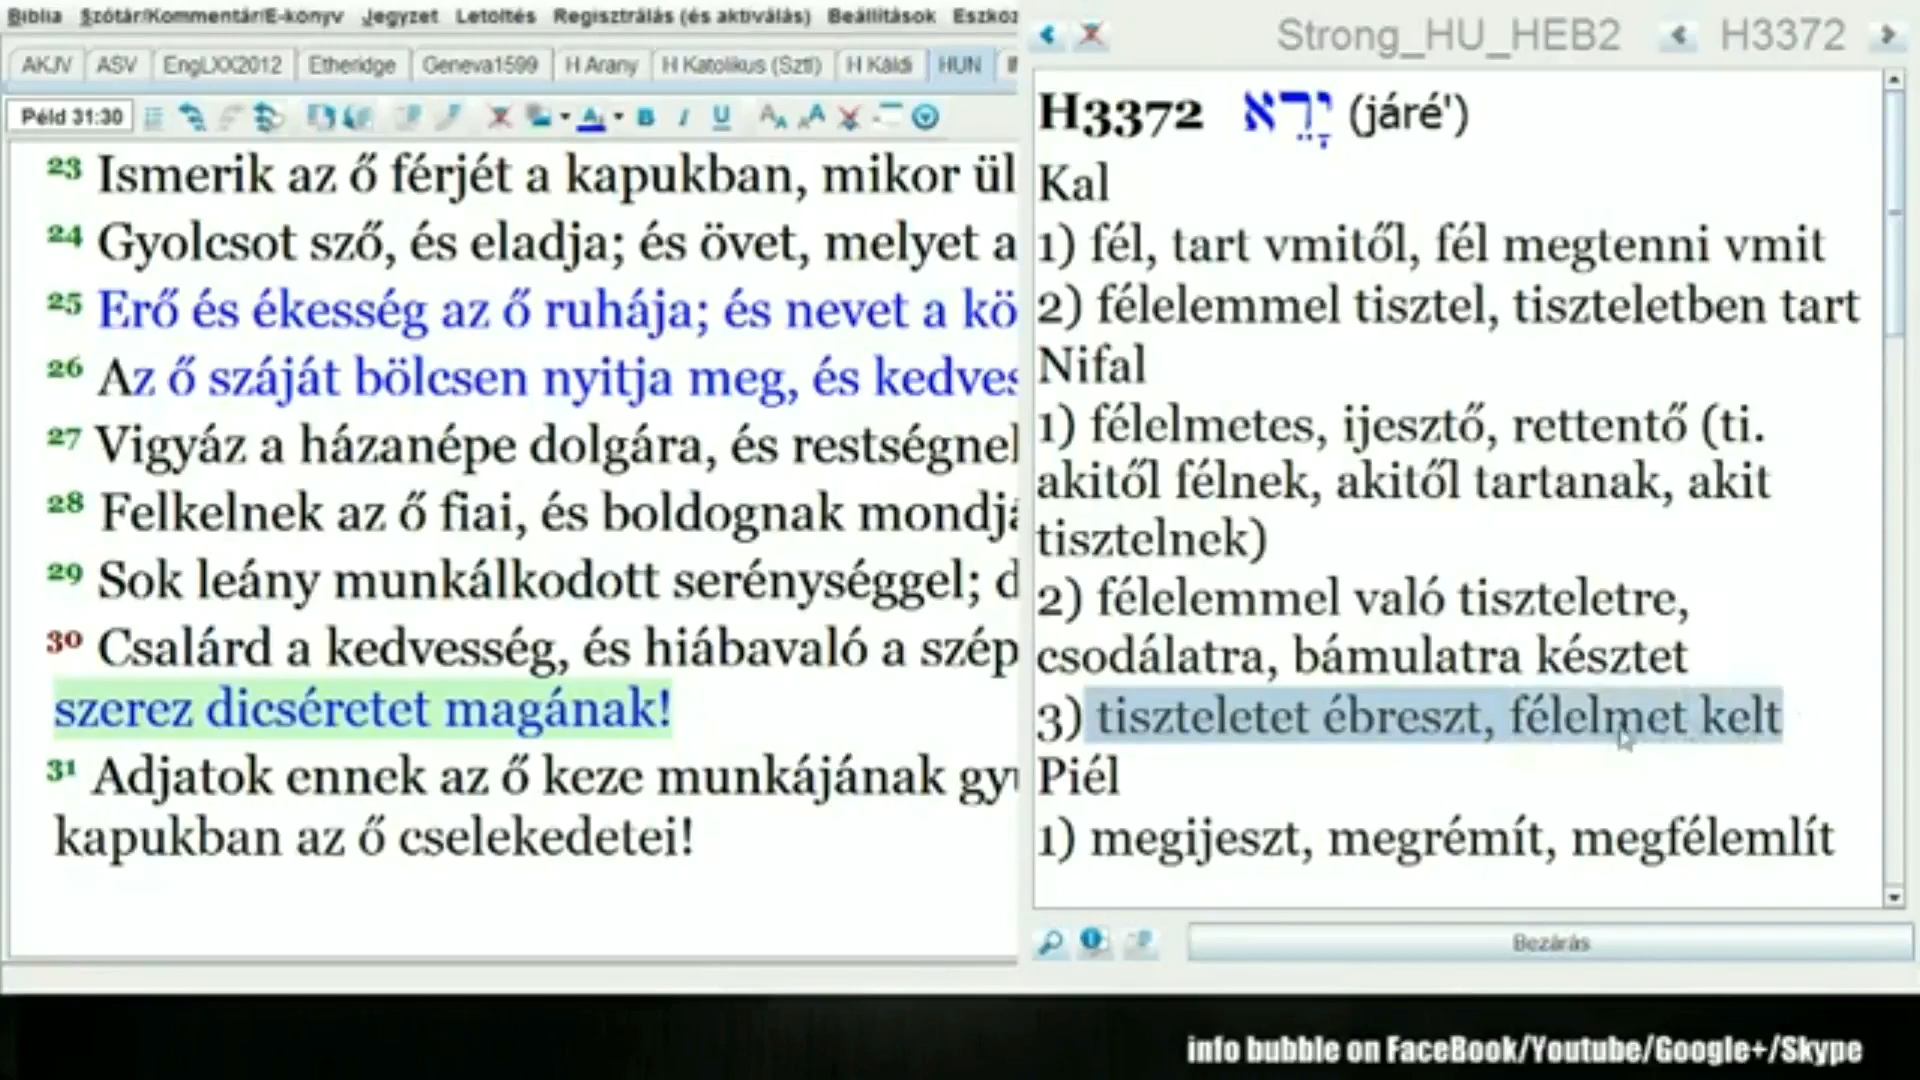 Biblia Szótár/Kommentár/E-könyv Jegyzet Letöltés Regisztrálás (és aktiválás) Beállítások
AKJV ASV EngLXX2012 Etheridge Geneva1599 H Arany H Katolikus (SztI) H Káldi HUN
Péld 31:30
23 Ismerik az ő férjét a kapukban, mikor ül
24 Gyolcsot sző, és eladja; és övet, melyet a
25 Erő és ékesség az ő ruhája; és nevet a kö
26 Az ő száját bölcsen nyitja meg, és kedves
27 Vigyáz a házanépe dolgára, és restségnek
28 Felkelnek az ő fiai, és boldognak mondjá
29 Sok leány munkálkodott serénységgel; d
30 Csalárd a kedvesség, és hiábavaló a szép
szerez dicséretet magának!
31 Adjatok ennek az ő keze munkájának gyü
kapukban az ő cselekedetei!
Strong_HU_HEB2 H3372
H3372 יָרֵא (járé')
Kal
1) fél, tart vmitől, fél megtenni vmit
2) félelemmel tisztel, tiszteletben tart
Nifal
1) félelmetes, ijesztő, rettentő (ti.
akitől félnek, akitől tartanak, akit
tisztelnek)
2) félelemmel való tiszteletre,
csodálatra, bámulatra késztet
3) tiszteletet ébreszt, félelmet kelt
Piél
1) megijeszt, megrémít, megfélemlít
Bezárás
info bubble on FaceBook/Youtube/Google+/Skype